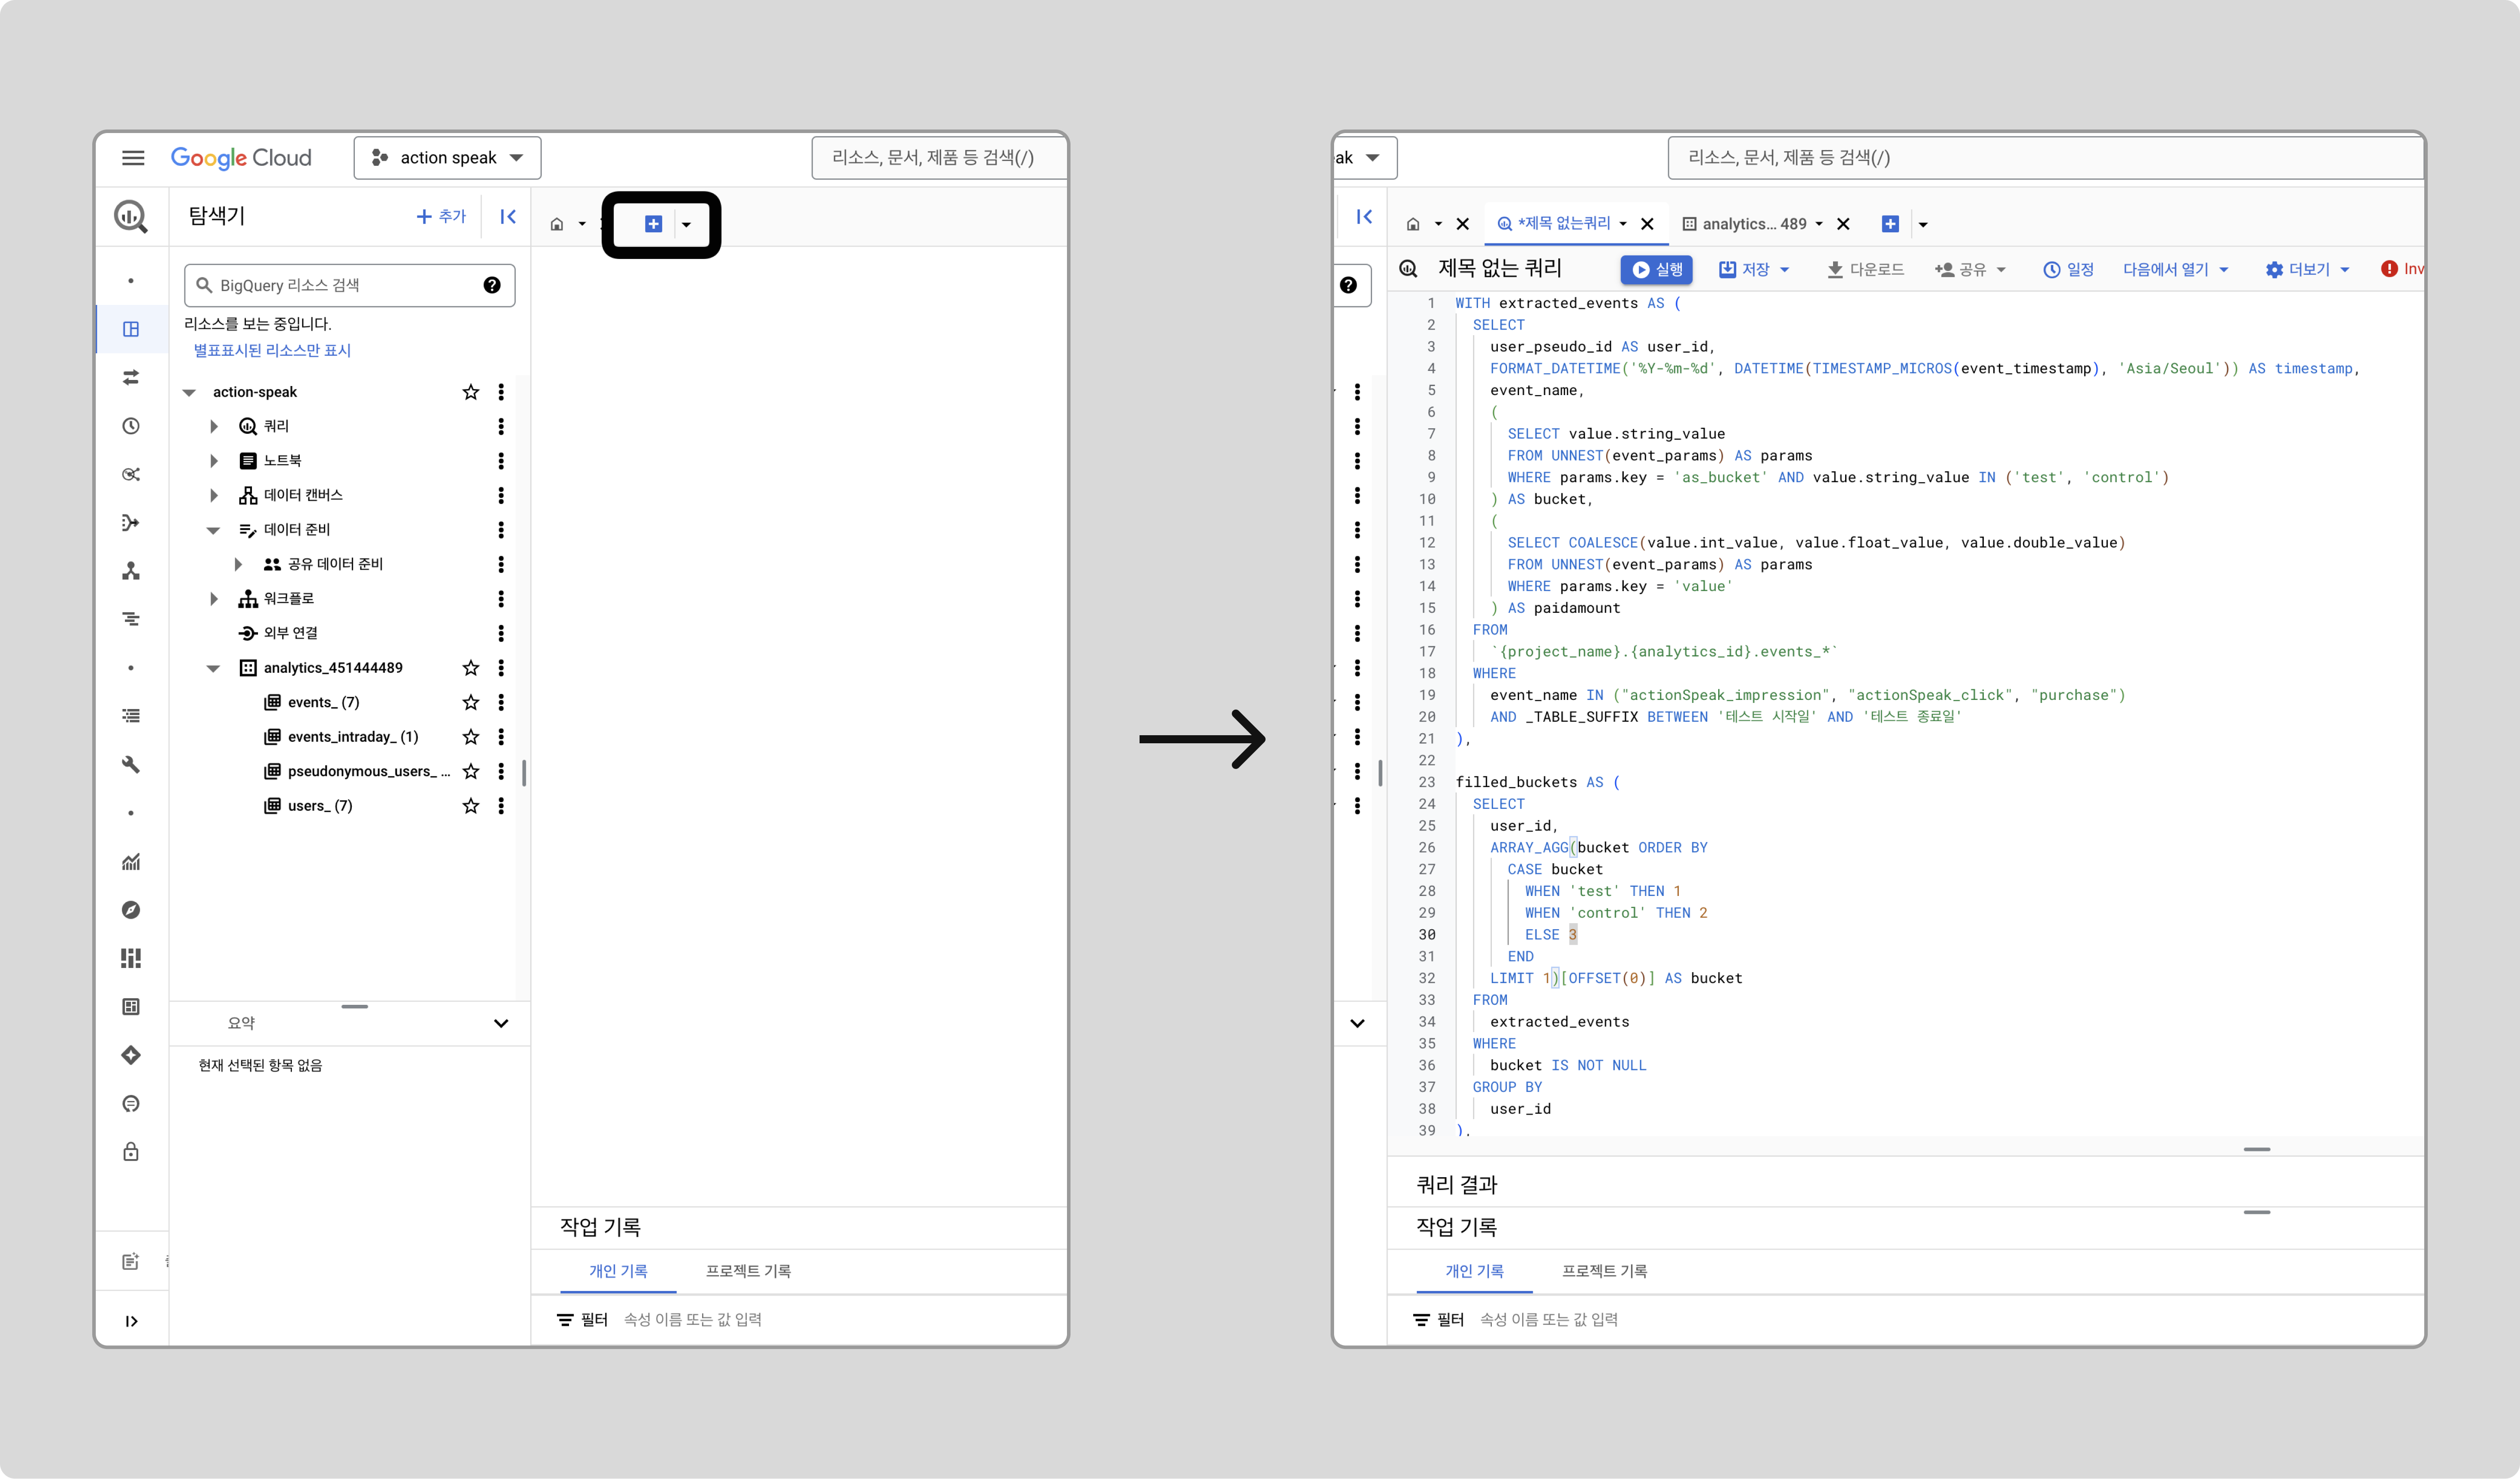 Google Cloud
action speak
리소스, 문서, 제품 등 검색(/)
탐색기
추가
BigQuery 리소스 검색
리소스를 보는 중입니다.
별표표시된 리소스만 표시
action-speak
쿼리
노트북
데이터 캔버스
데이터 준비
공유 데이터 준비
워크플로
외부 연결
analytics_451444489
events_ (7)
events_intraday_ (1)
pseudonymous_users_ ...
users_ (7)
요약
현재 선택된 항목 없음
작업 기록
개인 기록 프로젝트 기록
필터 속성 이름 또는 값 입력
ak
리소스, 문서, 제품 등 검색(/)
*제목 없는쿼리 analytics... 489
제목 없는 쿼리 실행 저장 다운로드 공유 일정 다음에서 열기 더보기 Inv
1 WITH extracted_events AS (
2 SELECT
3 user_pseudo_id AS user_id,
4 FORMAT_DATETIME('%Y-%m-%d', DATETIME(TIMESTAMP_MICROS(event_timestamp), 'Asia/Seoul')) AS timestamp,
5 event_name,
6 (
7 SELECT value.string_value
8 FROM UNNEST(event_params) AS params
9 WHERE params.key = 'as_bucket' AND value.string_value IN ('test', 'control')
10 ) AS bucket,
11 (
12 SELECT COALESCE(value.int_value, value.float_value, value.double_value)
13 FROM UNNEST(event_params) AS params
14 WHERE params.key = 'value'
15 ) AS paidamount
16 FROM
17 `{project_name}.{analytics_id}.events_*`
18 WHERE
19 event_name IN ("actionSpeak_impression", "actionSpeak_click", "purchase")
20 AND _TABLE_SUFFIX BETWEEN '테스트 시작일' AND '테스트 종료일'
21 ),
22
23 filled_buckets AS (
24 SELECT
25 user_id,
26 ARRAY_AGG(bucket ORDER BY
27 CASE bucket
28 WHEN 'test' THEN 1
29 WHEN 'control' THEN 2
30 ELSE 3
31 END
32 LIMIT 1)[OFFSET(0)] AS bucket
33 FROM
34 extracted_events
35 WHERE
36 bucket IS NOT NULL
37 GROUP BY
38 user_id
39 ),
쿼리 결과
작업 기록
개인 기록 프로젝트 기록
필터 속성 이름 또는 값 입력